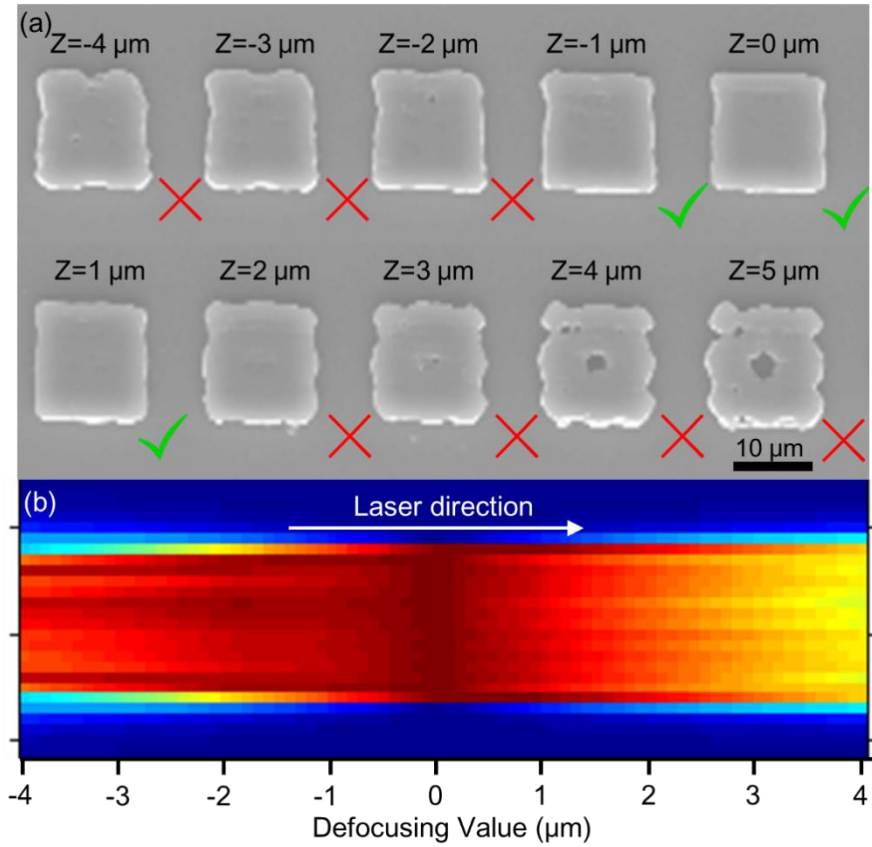 (a)
Z=-4 µm Z=-3 µm Z=-2 µm Z=-1 µm Z=0 µm
Z=1 µm Z=2 µm Z=3 µm Z=4 µm Z=5 µm
10 µm
(b)
Laser direction
-4 -3 -2 -1 0 1 2 3 4
Defocusing Value (µm)